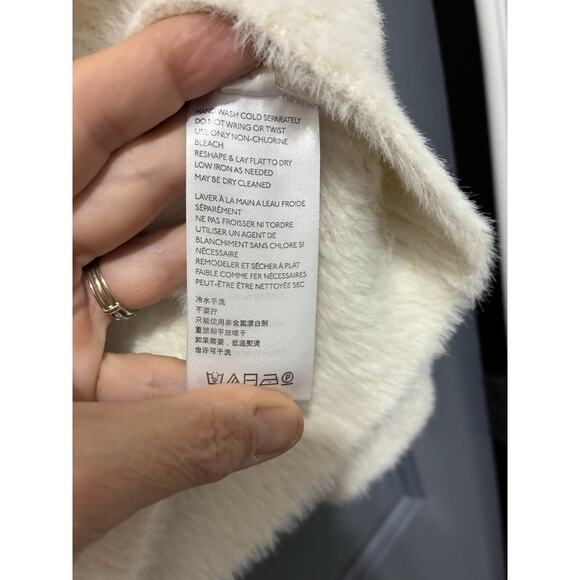 HAND WASH COLD SEPARATELY
DO NOT WRING OR TWIST
USE ONLY NON-CHLORINE
BLEACH
RESHAPE & LAY FLAT TO DRY
LOW IRON AS NEEDED
MAY BE DRY CLEANED
LAVER À LA MAIN A LEAU FROIDE
SÉPARÉMENT
NE PAS FROISSER NI TORDRE
UTILISER UN AGENT DE
BLANCHIMENT SANS CHLORE SI
NÉCESSAIRE
REMODELER ET SÉCHER À PLAT
FAIBLE COMME FER NÉCESSAIRES
PEUT-ÊTRE ÊTRE NETTOYÉE SEC
冷水手洗
不要拧
只能使用非含氯漂白剂
重塑和平放晾干
如果需要，低温熨烫
也许可干洗